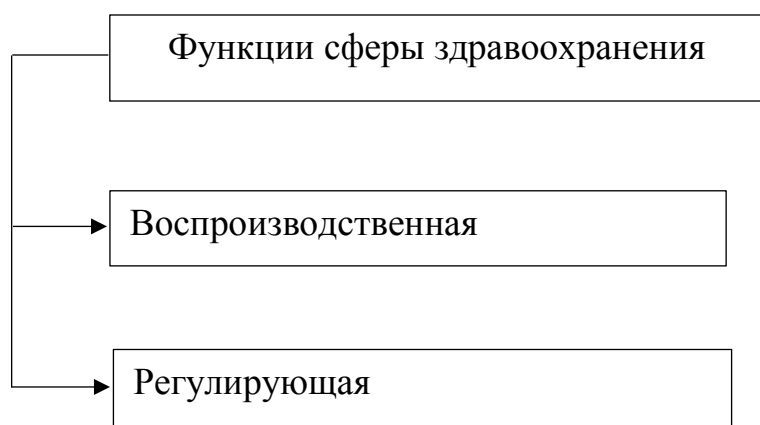 Функции сферы здравоохранения
Воспроизводственная
Регулирующая